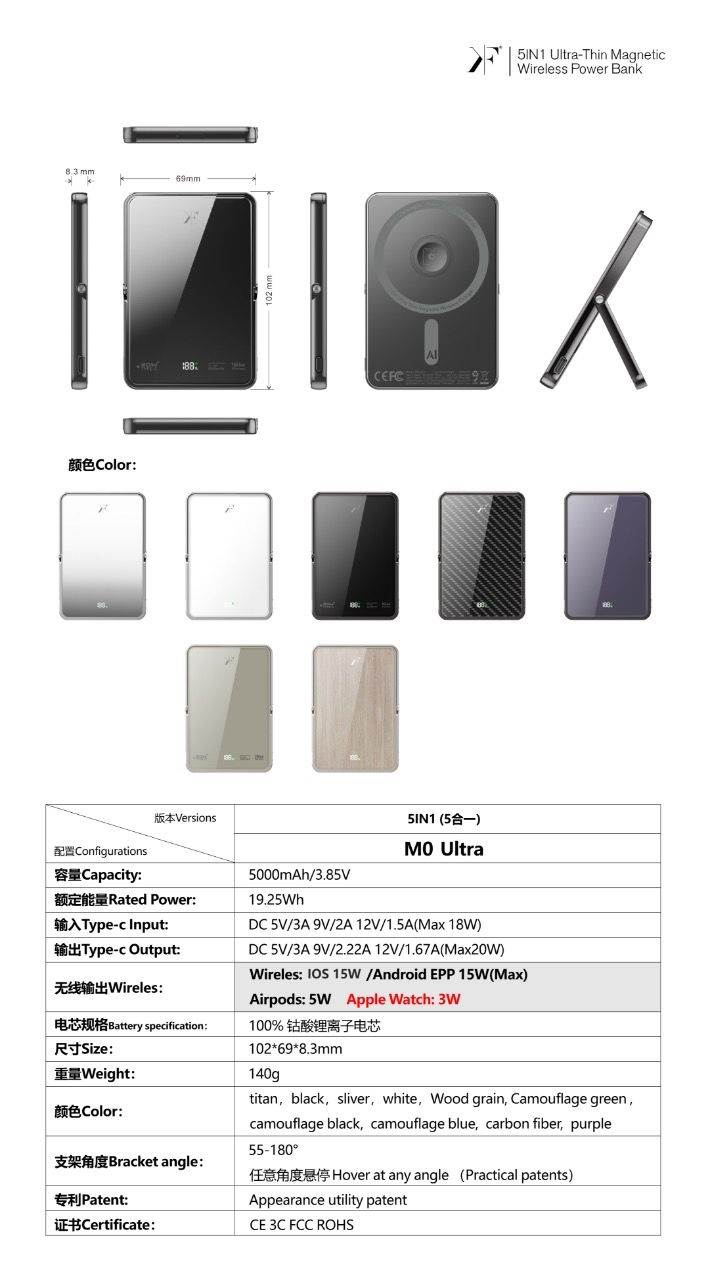 KF
5IN1 Ultra-Thin Magnetic
Wireless Power Bank
8.3 mm
69mm
102 mm
188%
AI
CE FC
颜色Color：
版本Versions
配置Configurations
5IN1 (5合一)
M0 Ultra
容量Capacity:
5000mAh/3.85V
额定能量Rated Power:
19.25Wh
输入Type-c Input:
DC 5V/3A 9V/2A 12V/1.5A(Max 18W)
输出Type-c Output:
DC 5V/3A 9V/2.22A 12V/1.67A(Max20W)
无线输出Wireles：
Wireles: IOS 15W /Android EPP 15W(Max)
Airpods: 5W Apple Watch: 3W
电芯规格Battery specification：
100% 钴酸锂离子电芯
尺寸Size：
102*69*8.3mm
重量Weight：
140g
颜色Color：
titan，black，sliver，white，Wood grain, Camouflage green ,
camouflage black, camouflage blue, carbon fiber, purple
支架角度Bracket angle：
55-180°
任意角度悬停 Hover at any angle （Practical patents）
专利Patent:
Appearance utility patent
证书Certificate：
CE 3C FCC ROHS